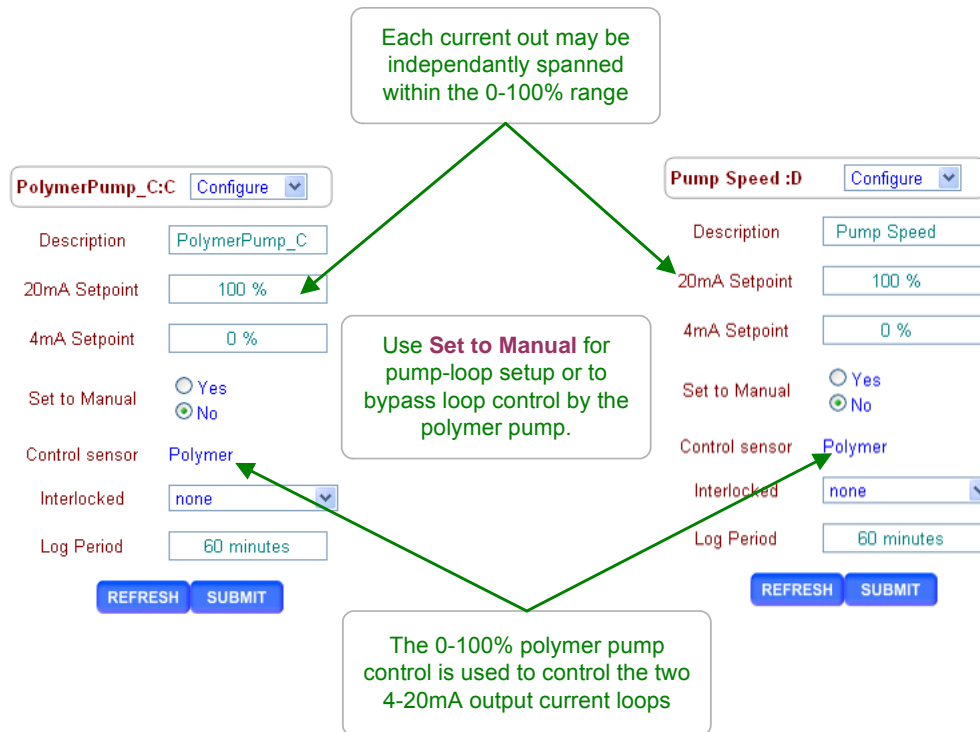 Each current out may be
independantly spanned
within the 0-100% range
PolymerPump_C:C Configure
Description PolymerPump_C
20mA Setpoint 100 %
4mA Setpoint 0 %
Set to Manual Yes
No
Control sensor Polymer
Interlocked none
Log Period 60 minutes
REFRESH SUBMIT
Use Set to Manual for
pump-loop setup or to
bypass loop control by the
polymer pump.
Pump Speed :D Configure
Description Pump Speed
20mA Setpoint 100 %
4mA Setpoint 0 %
Set to Manual Yes
No
Control sensor Polymer
Interlocked none
Log Period 60 minutes
REFRESH SUBMIT
The 0-100% polymer pump
control is used to control the two
4-20mA output current loops